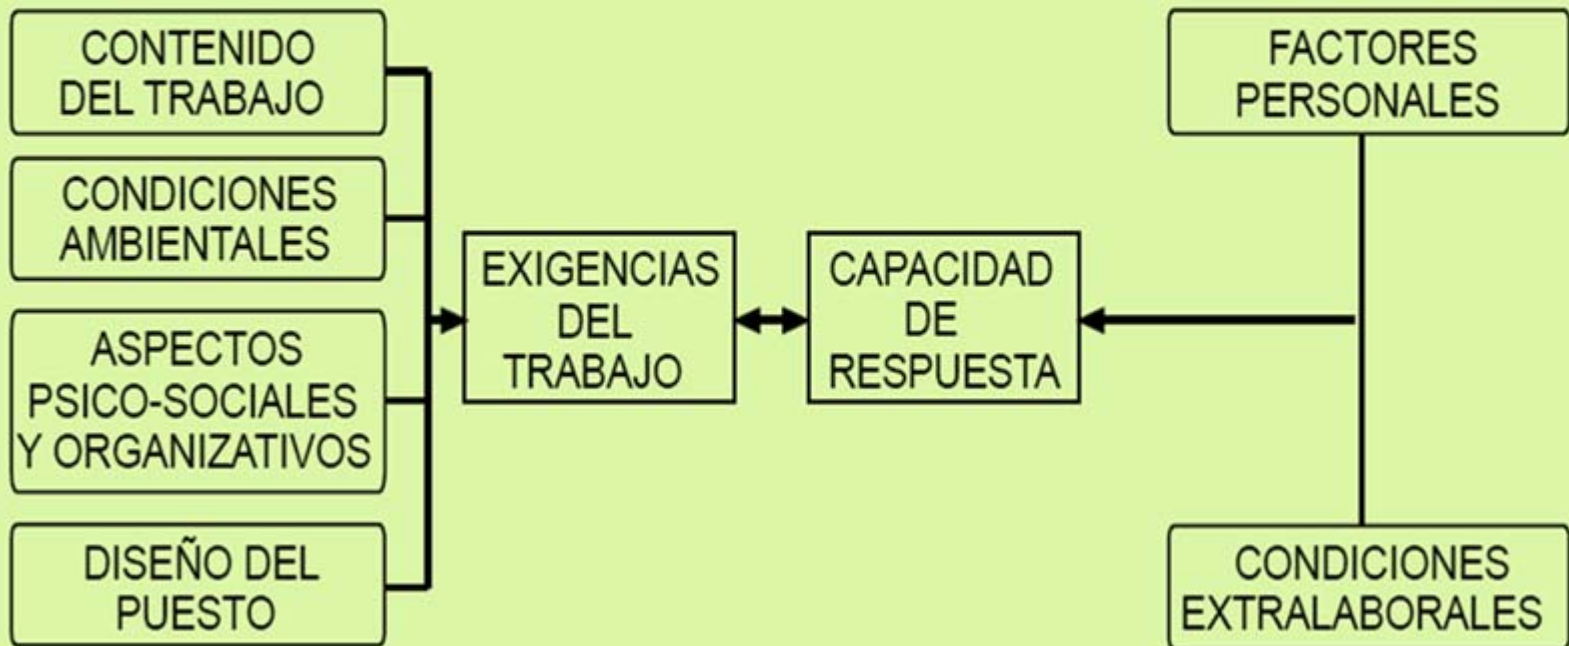 CONTENIDO
DEL TRABAJO
CONDICIONES
AMBIENTALES
ASPECTOS
PSICO-SOCIALES
Y ORGANIZATIVOS
DISEÑO DEL
PUESTO
EXIGENCIAS
DEL
TRABAJO
CAPACIDAD
DE
RESPUESTA
FACTORES
PERSONALES
CONDICIONES
EXTRALABORALES